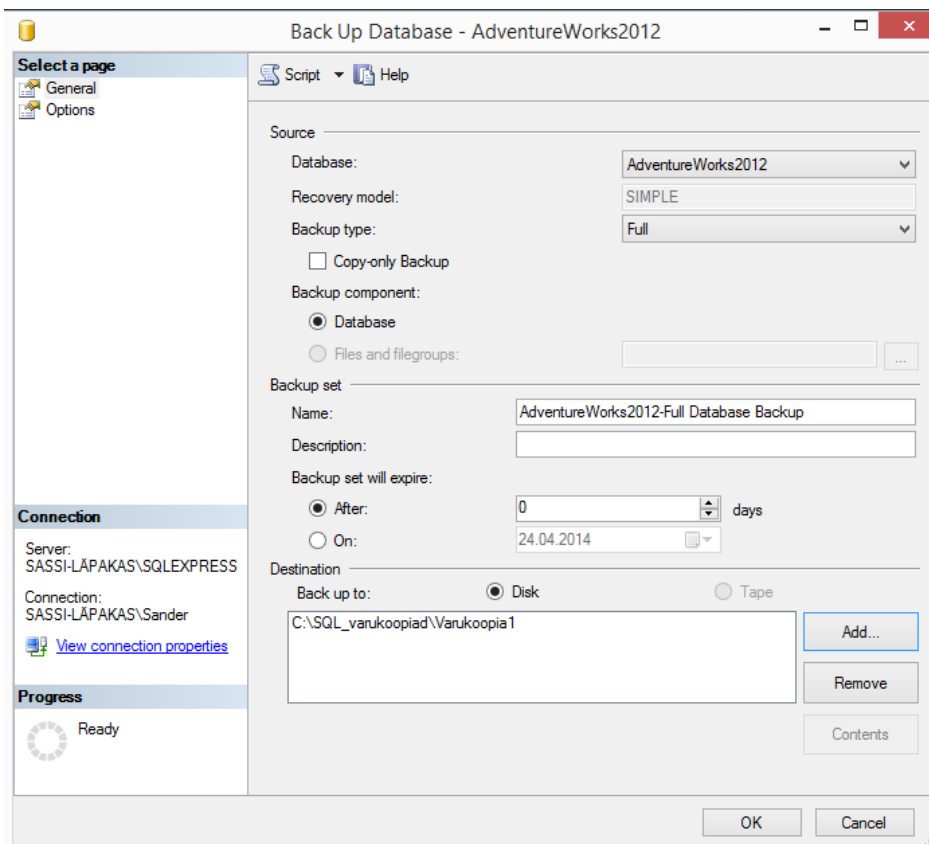 Back Up Database - AdventureWorks2012
Select a page
General
Options
Script
Help
Source
Database:
AdventureWorks2012
Recovery model:
SIMPLE
Backup type:
Full
Copy-only Backup
Backup component:
Database
Files and filegroups:
...
Backup set
Name:
AdventureWorks2012-Full Database Backup
Description:
Backup set will expire:
After:
0
days
On:
24.04.2014
Destination
Back up to:
Disk
Tape
C:\SQL_varukoopiad\Varukoopia1
Add...
Remove
Contents
Connection
Server:
SASSI-LÄPAKAS\SQLEXPRESS
Connection:
SASSI-LÄPAKAS\Sander
View connection properties
Progress
Ready
OK
Cancel